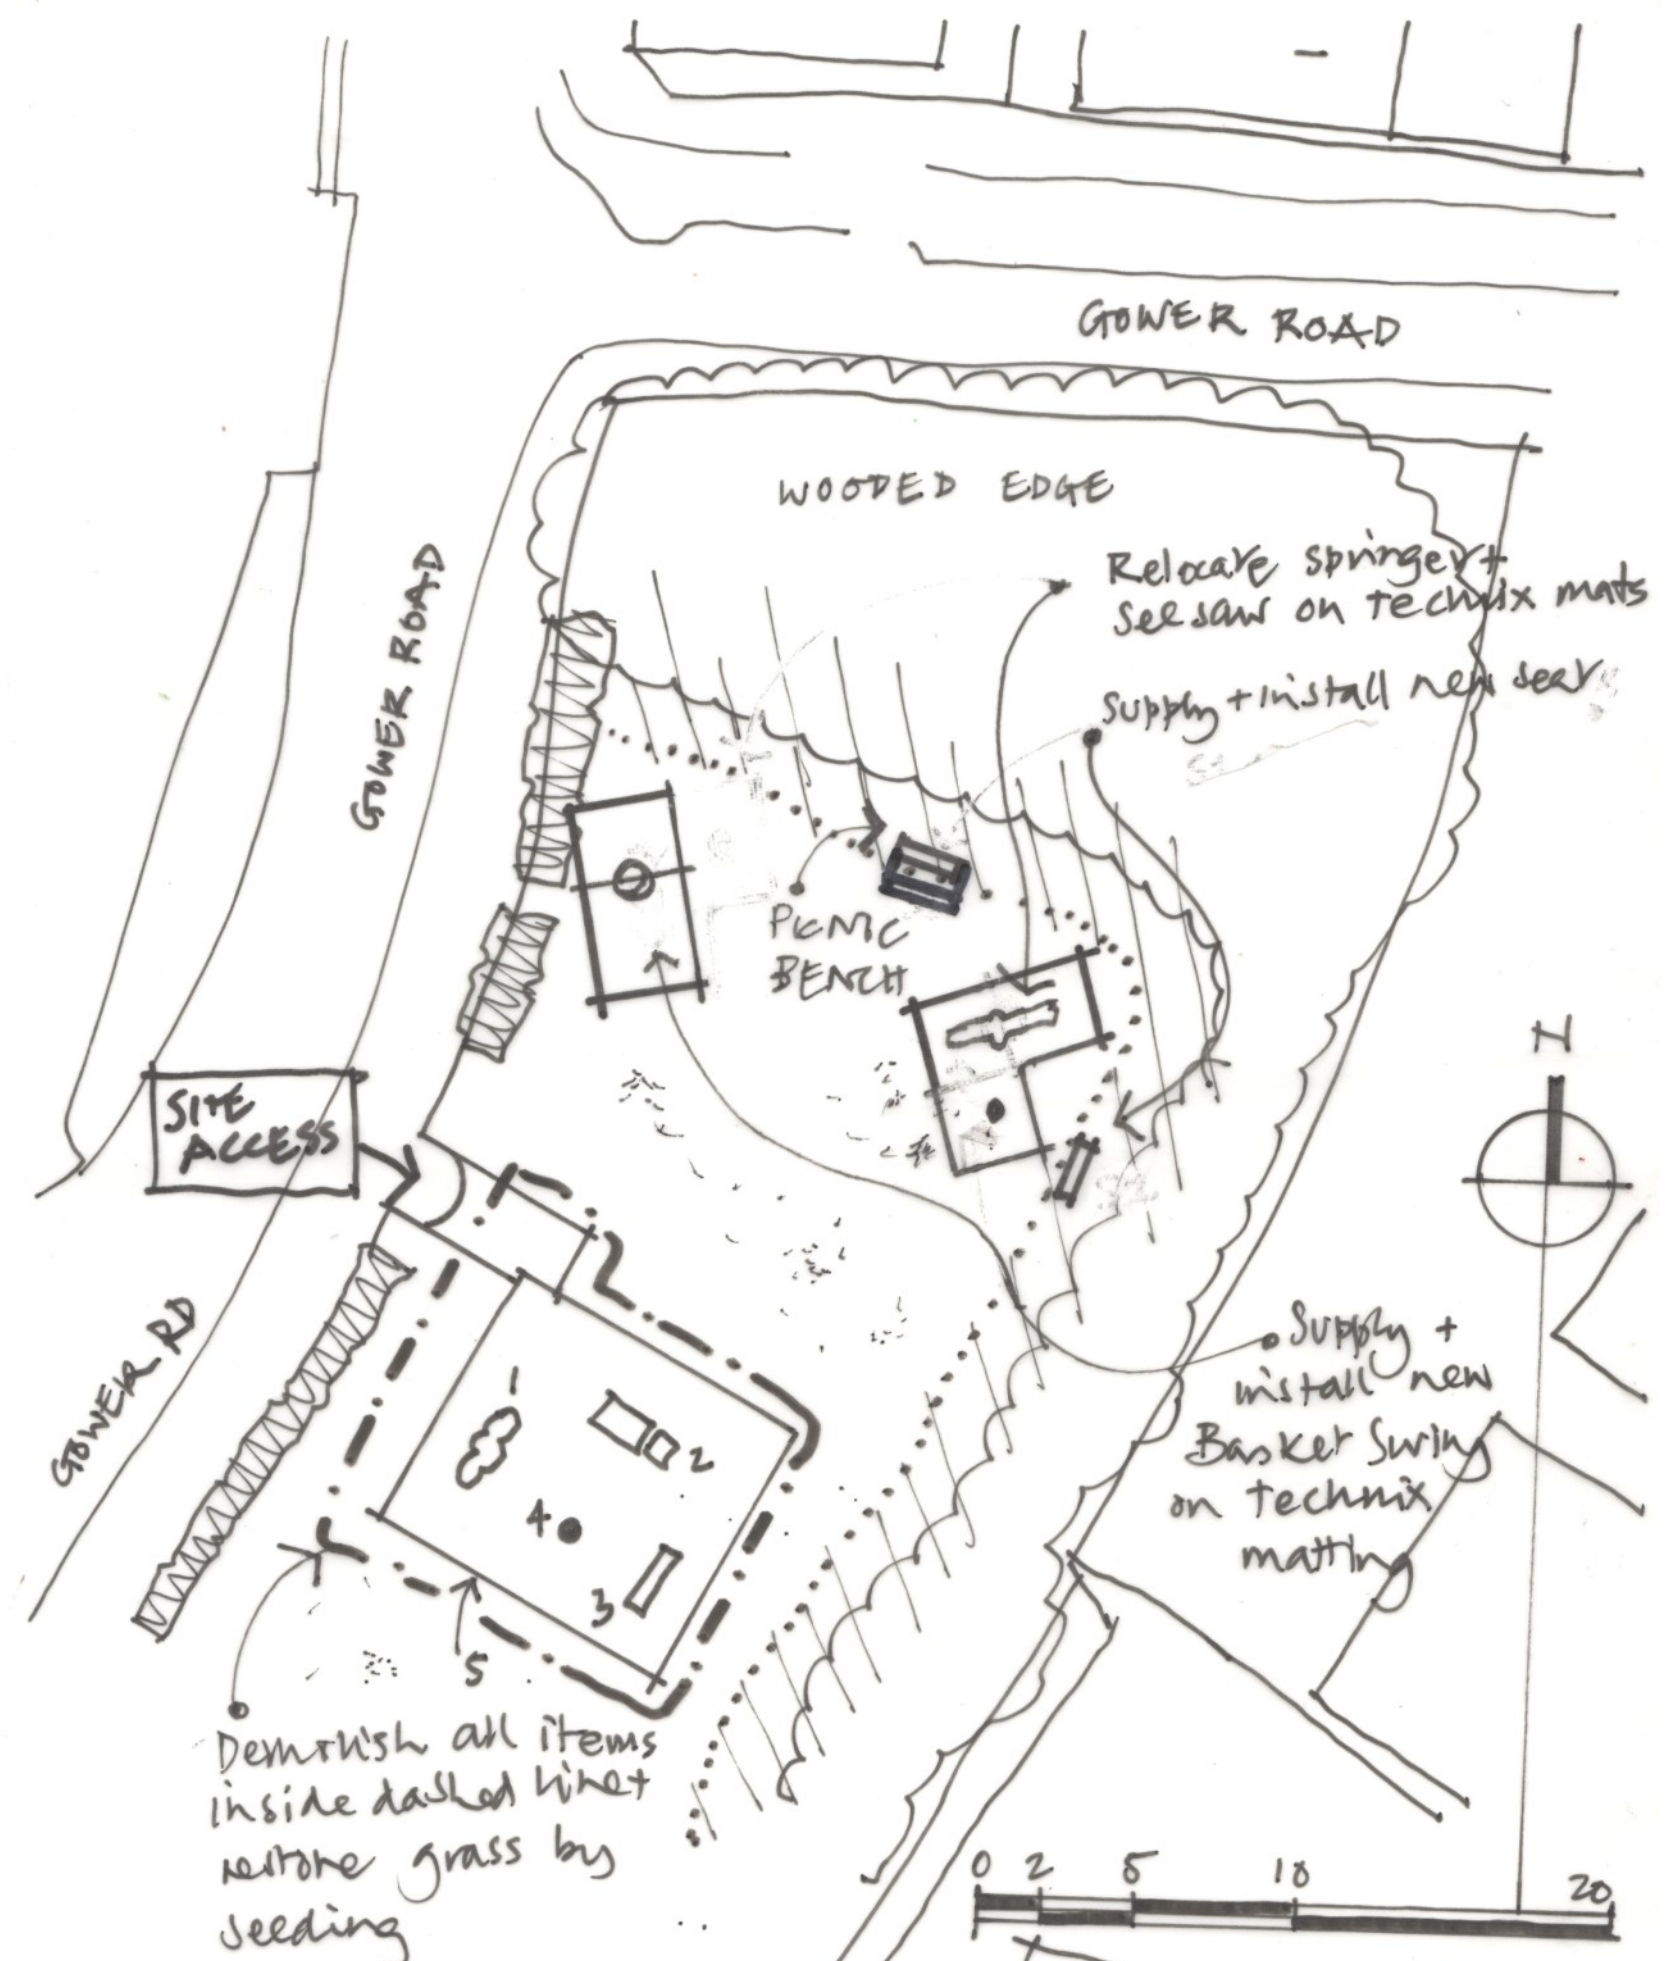 GOWER ROAD
WOODED EDGE
Relocate springer +
seesaw on technix mats
GOWER ROAD
Supply + install new seat
PICNIC
BENCH
N
SITE
ACCESS
GOWER RD
1
2
4
3
5
Supply +
install new
Basket Swing
on technix
matting
Demolish all items
inside dashed line +
restore grass by
seeding
0 2 5 10 20